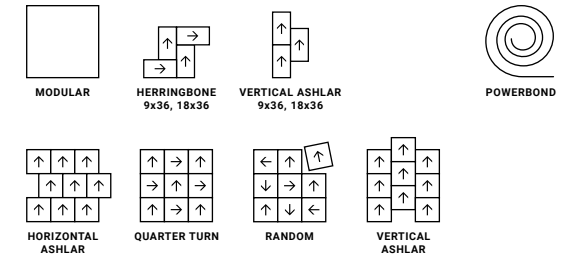 MODULAR
HERRINGBONE
9x36, 18x36
VERTICAL ASHLAR
9x36, 18x36
POWERBOND
HORIZONTAL
ASHLAR
QUARTER TURN
RANDOM
VERTICAL
ASHLAR